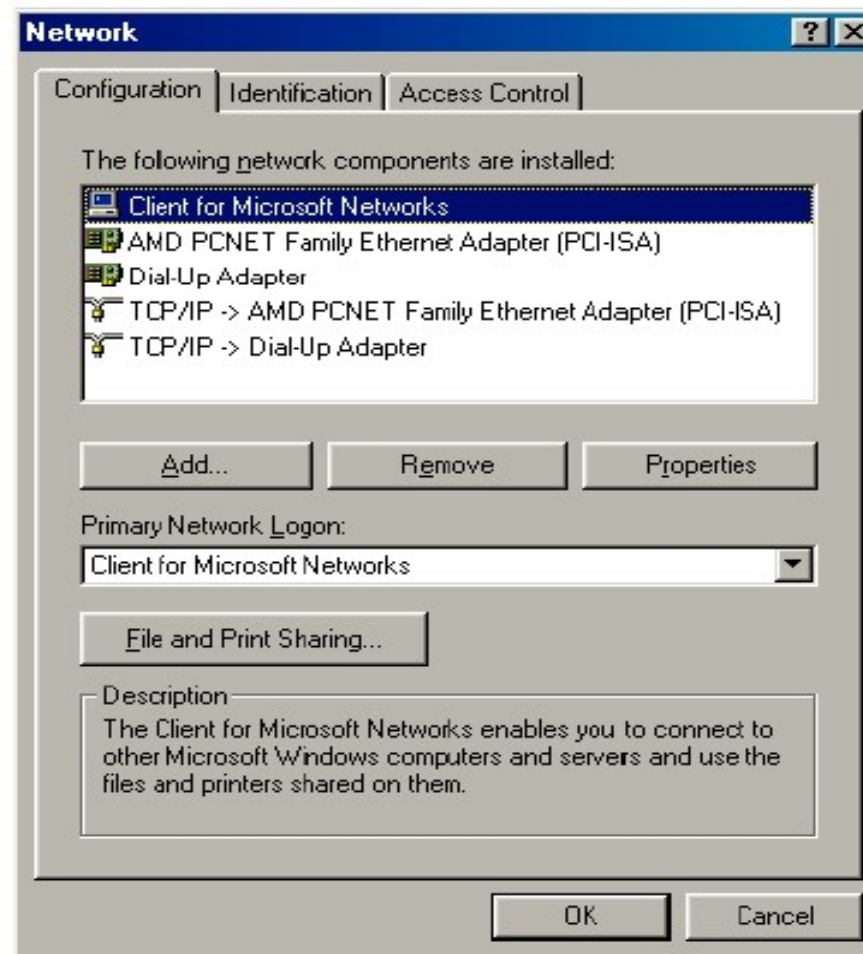 Network
Configuration Identification Access Control
The following network components are installed:
Client for Microsoft Networks
AMD PCNET Family Ethernet Adapter (PCI-ISA)
Dial-Up Adapter
TCP/IP -> AMD PCNET Family Ethernet Adapter (PCI-ISA)
TCP/IP -> Dial-Up Adapter
Add... Remove Properties
Primary Network Logon:
Client for Microsoft Networks
File and Print Sharing...
Description
The Client for Microsoft Networks enables you to connect to
other Microsoft Windows computers and servers and use the
files and printers shared on them.
OK Cancel